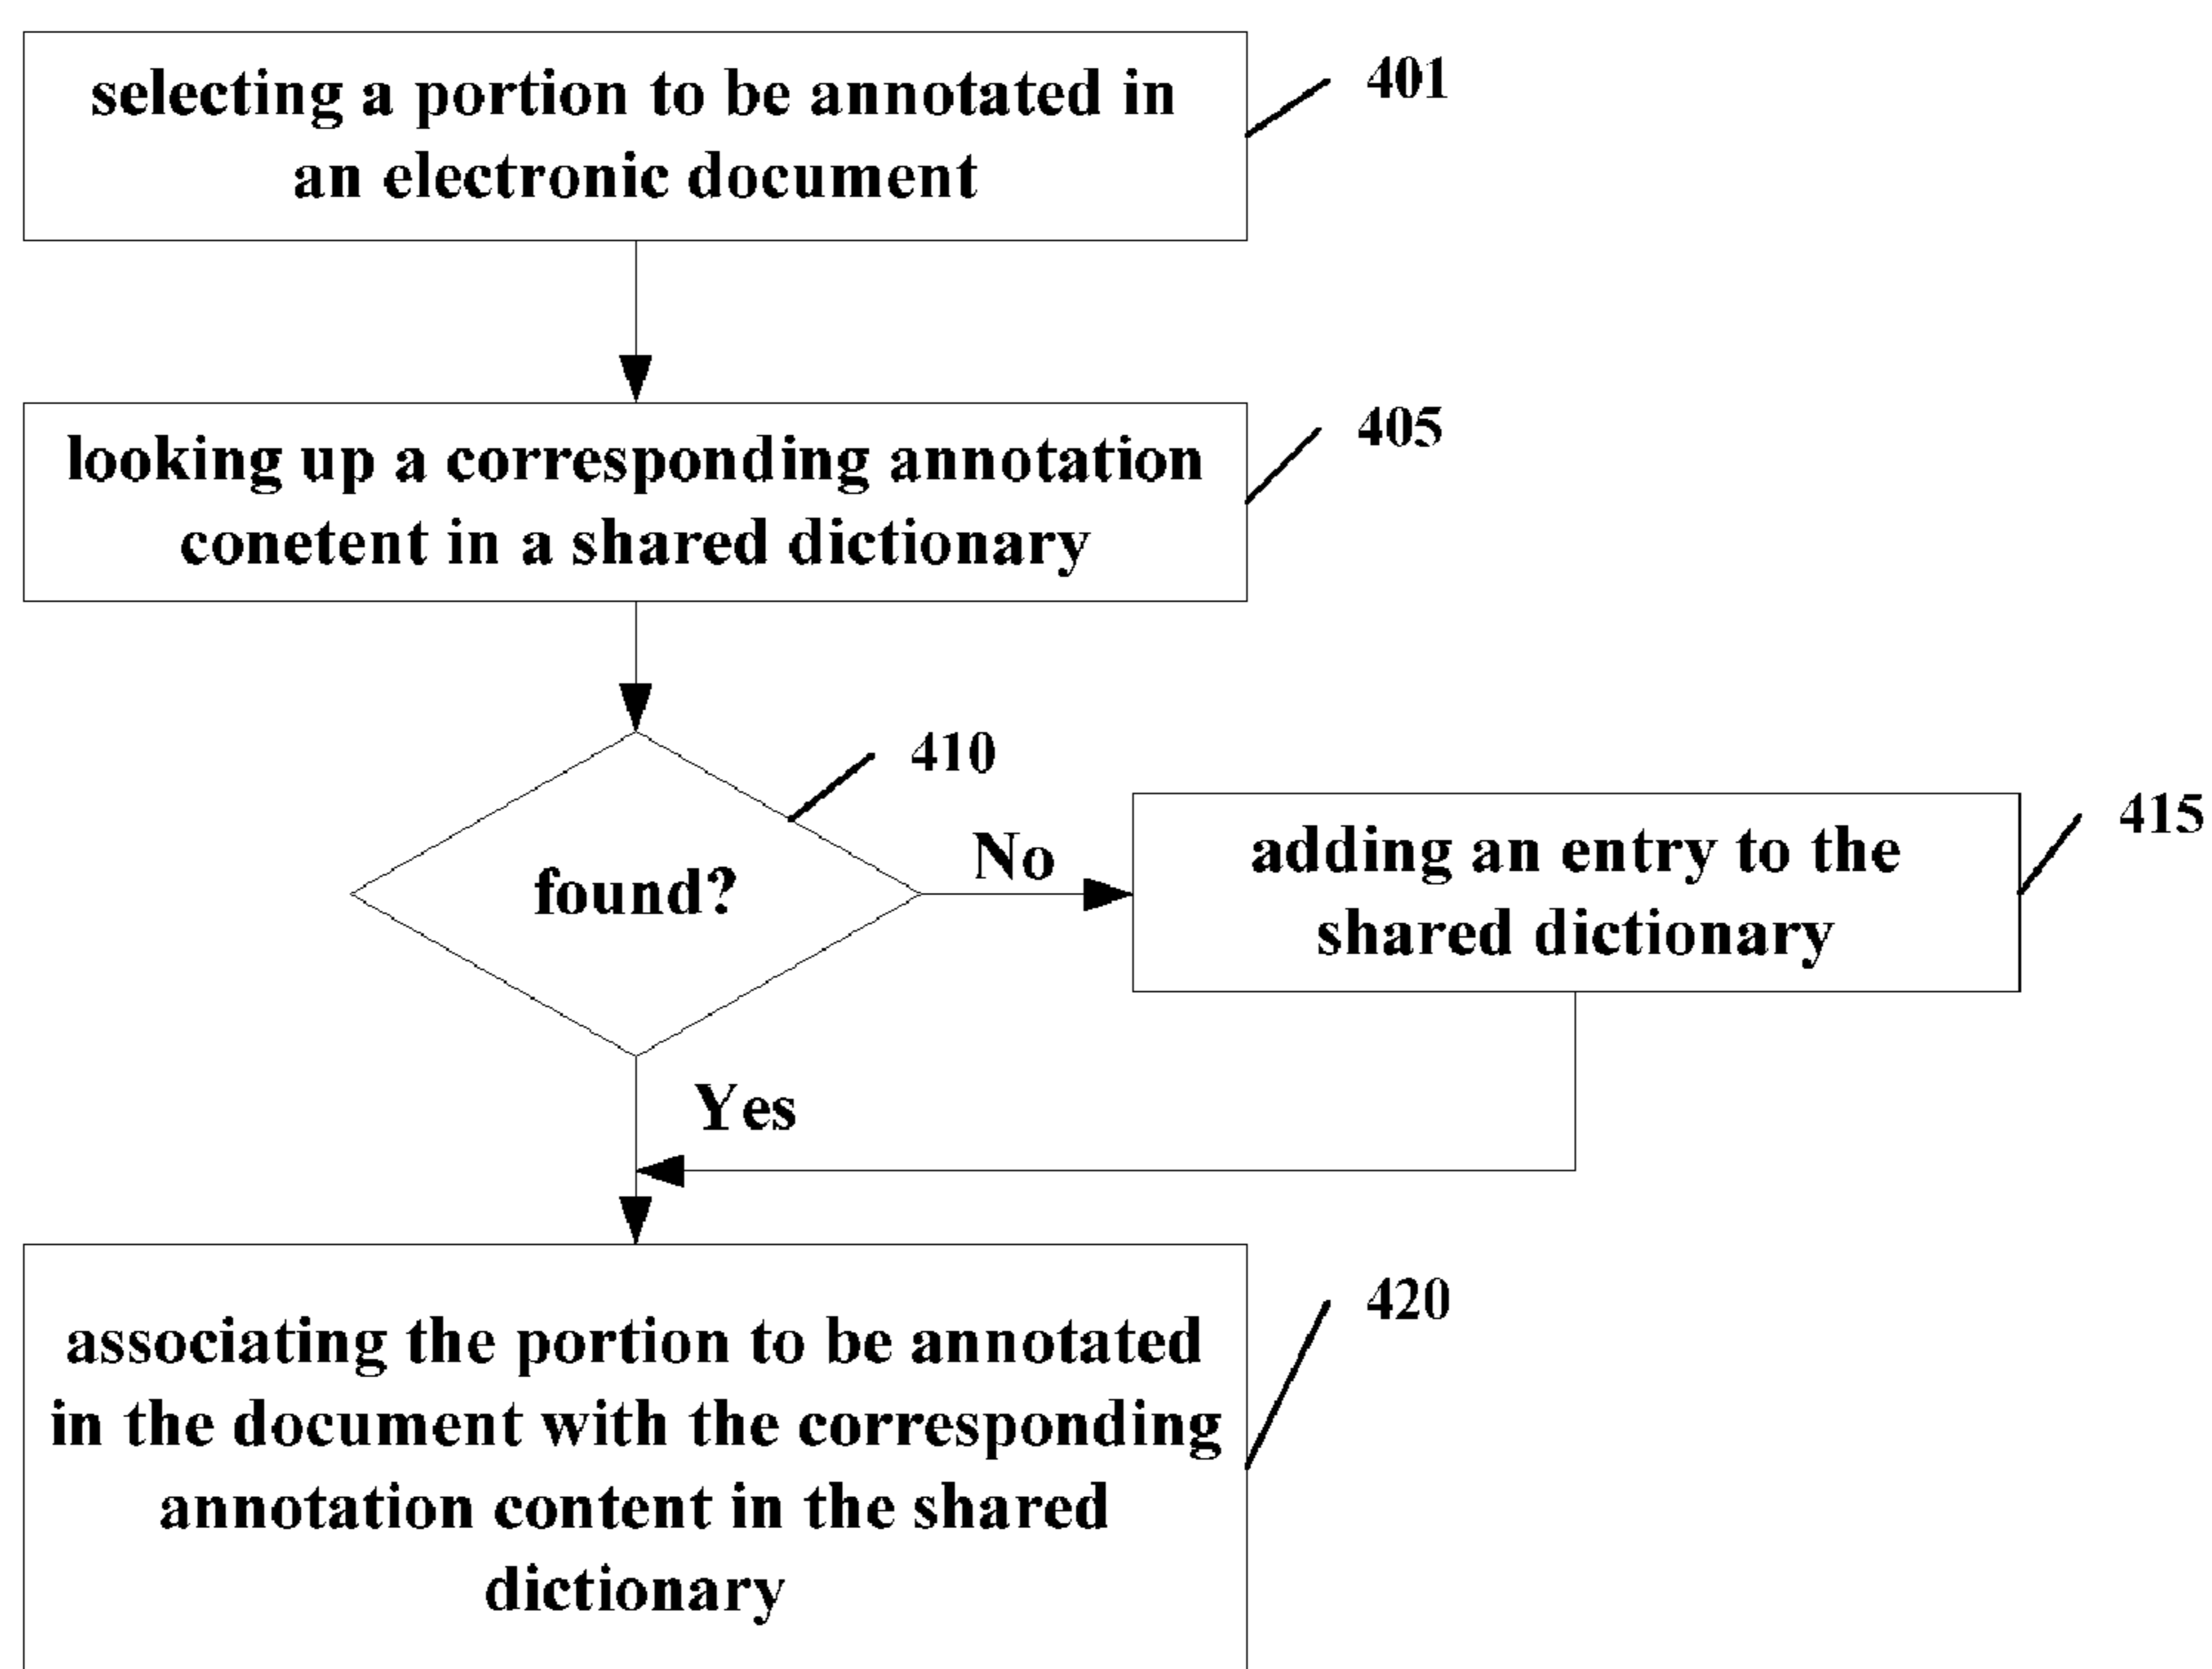 selecting a portion to be annotated in
an electronic document
401
looking up a corresponding annotation
conetent in a shared dictionary
405
found?
410
No
adding an entry to the
shared dictionary
415
Yes
associating the portion to be annotated
in the document with the corresponding
annotation content in the shared
dictionary
420